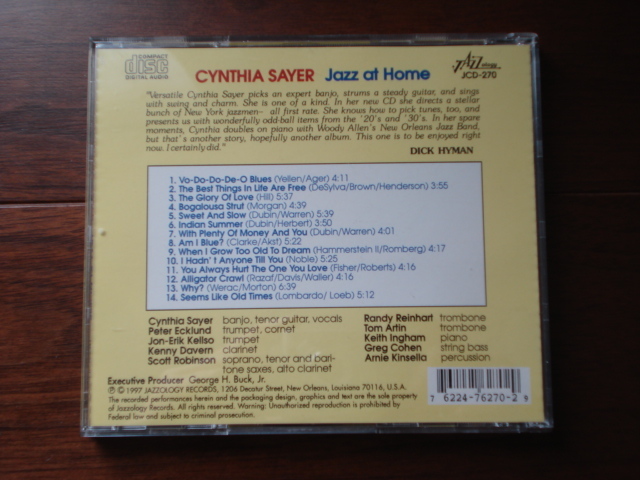 COMPACT
disc
DIGITAL AUDIO
CYNTHIA SAYER Jazz at Home
JAZZology
JCD-270
"Versatile Cynthia Sayer picks an expert banjo, strums a steady guitar, and sings
with swing and charm. She is one of a kind. In her new CD she directs a stellar
bunch of New York jazzmen- all first rate. She knows how to pick tunes, too, and
presents us with wonderfully odd-ball items from the '20's and '30's. In her spare
moments, Cynthia doubles on piano with Woody Allen's New Orleans Jazz Band,
but that's another story, hopefully another album. This one is to be enjoyed right
now. I certainly did."
DICK HYMAN
1. Vo-Do-Do-De-O Blues (Yellen/Ager) 4:11
2. The Best Things In Life Are Free (DeSylva/Brown/Henderson) 3:55
3. The Glory Of Love (Hill) 5:37
4. Bogalousa Strut (Morgan) 4:39
5. Sweet And Slow (Dubin/Warren) 5:39
6. Indian Summer (Dubin/Herbert) 3:50
7. With Plenty Of Money And You (Dubin/Warren) 4:01
8. Am I Blue? (Clarke/Akst) 5:22
9. When I Grow Too Old To Dream (Hammerstein II/Romberg) 4:17
10. I Hadn't Anyone Till You (Noble) 5:25
11. You Always Hurt The One You Love (Fisher/Roberts) 4:16
12. Alligator Crawl (Razaf/Davis/Waller) 4:16
13. Why? (Werac/Morton) 6:39
14. Seems Like Old Times (Lombardo/ Loeb) 5:12
Cynthia Sayer banjo, tenor guitar, vocals
Peter Ecklund trumpet, cornet
Jon-Erik Kellso trumpet
Kenny Davern clarinet
Scott Robinson soprano, tenor and bari-
tone saxes, alto clarinet
Randy Reinhart trombone
Tom Artin trombone
Keith Ingham piano
Greg Cohen string bass
Arnie Kinsella percussion
Executive Producer George H. Buck, Jr.
Ⓟ © 1997 JAZZOLOGY RECORDS, 1206 Decatur Street, New Orleans, Louisiana 70116, U.S.A.
The recorded performances herein and the packaging design, graphics and text are the sole property
of Jazzology Records. All rights reserved. Warning: Unauthorized reproduction is prohibited by
Federal law and subject to criminal prosecution.
7 62247-6270-2 9